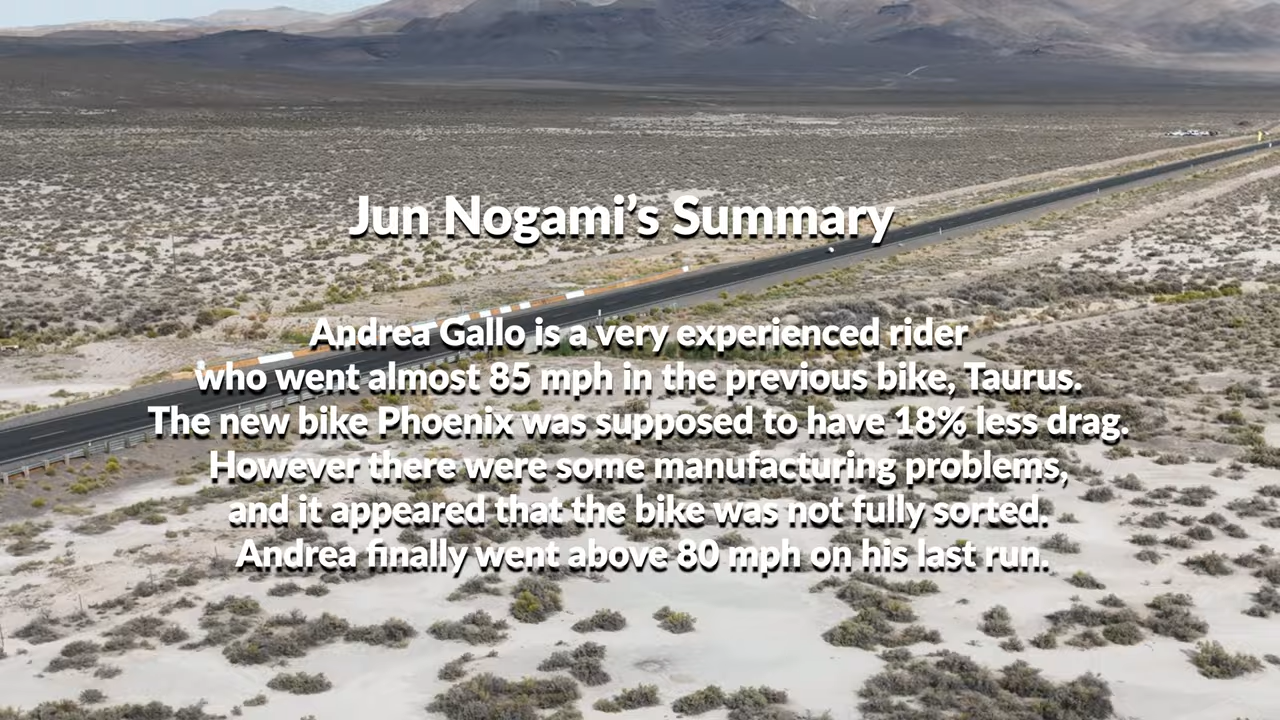 Jun Nogami’s Summary
Andrea Gallo is a very experienced rider
who went almost 85 mph in the previous bike, Taurus.
The new bike Phoenix was supposed to have 18% less drag.
However there were some manufacturing problems,
and it appeared that the bike was not fully sorted.
Andrea finally went above 80 mph on his last run.